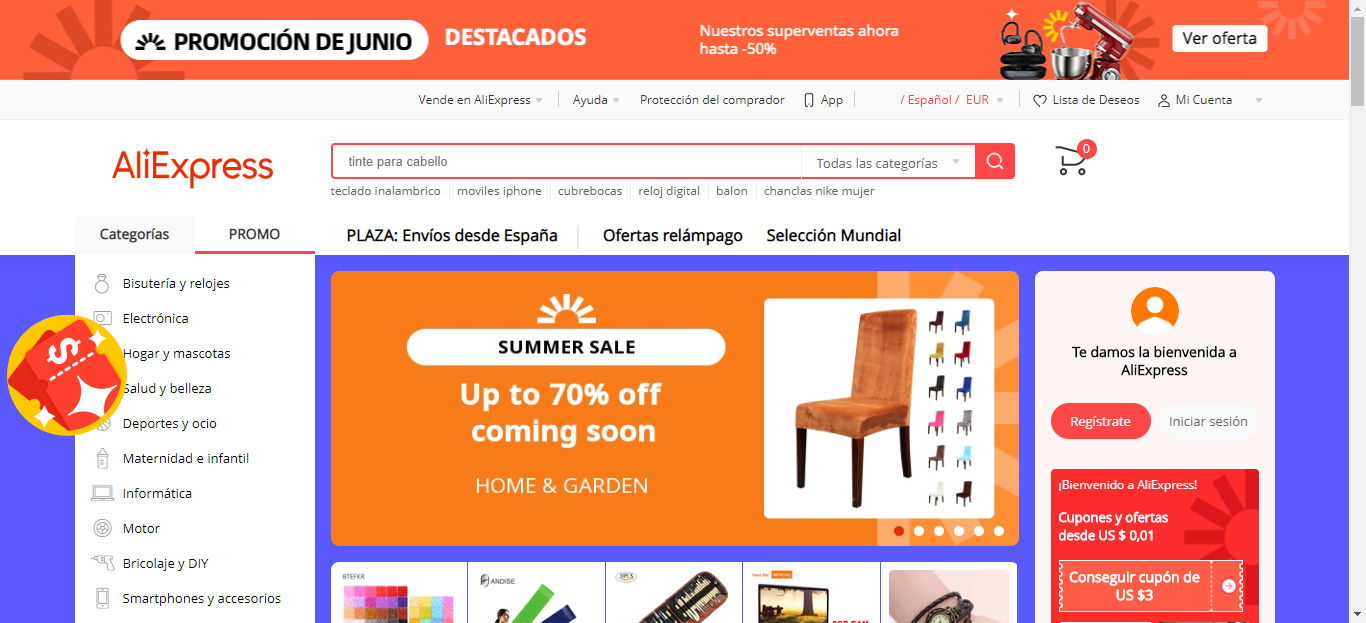 PROMOCIÓN DE JUNIO
DESTACADOS
Nuestros superventas ahora
hasta -50%
Ver oferta
Vende en AliExpress
Ayuda
Protección del comprador
App
/ Español / EUR
Lista de Deseos
Mi Cuenta
AliExpress
tinte para cabello
Todas las categorías
0
teclado inalambrico
moviles iphone
cubrebocas
reloj digital
balon
chanclas nike mujer
Categorías
PROMO
PLAZA: Envíos desde España
Ofertas relámpago
Selección Mundial
Bisutería y relojes
Electrónica
Hogar y mascotas
Salud y belleza
Deportes y ocio
Maternidad e infantil
Informática
Motor
Bricolaje y DIY
Smartphones y accesorios
$
SUMMER SALE
Up to 70% off
coming soon
HOME & GARDEN
Te damos la bienvenida a
AliExpress
Regístrate
Iniciar sesión
¡Bienvenido a AliExpress!
Cupones y ofertas
desde US $ 0,01
Conseguir cupón de
US $3
BTEFKR
ANDISE
30PCS
Feed Me OFFICIAL